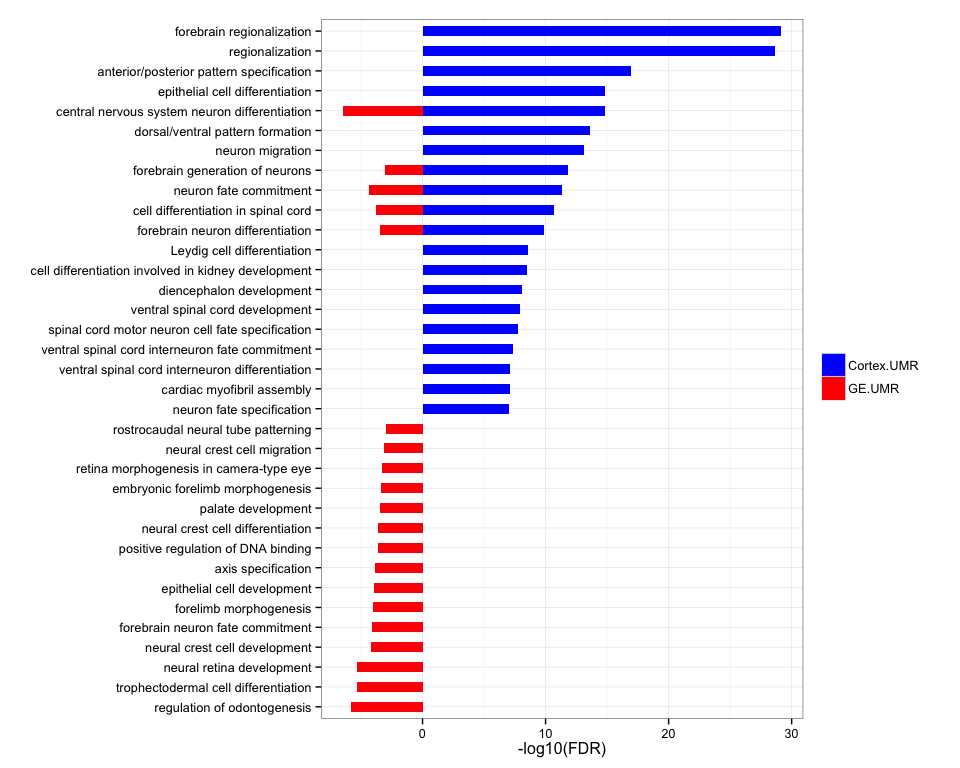 forebrain regionalization
regionalization
anterior/posterior pattern specification
epithelial cell differentiation
central nervous system neuron differentiation
dorsal/ventral pattern formation
neuron migration
forebrain generation of neurons
neuron fate commitment
cell differentiation in spinal cord
forebrain neuron differentiation
Leydig cell differentiation
cell differentiation involved in kidney development
diencephalon development
ventral spinal cord development
spinal cord motor neuron cell fate specification
ventral spinal cord interneuron fate commitment
ventral spinal cord interneuron differentiation
cardiac myofibril assembly
neuron fate specification
rostrocaudal neural tube patterning
neural crest cell migration
retina morphogenesis in camera-type eye
embryonic forelimb morphogenesis
palate development
neural crest cell differentiation
positive regulation of DNA binding
axis specification
epithelial cell development
forelimb morphogenesis
forebrain neuron fate commitment
neural crest cell development
neural retina development
trophectodermal cell differentiation
regulation of odontogenesis
0 10 20 30
-log10(FDR)
Cortex.UMR
GE.UMR